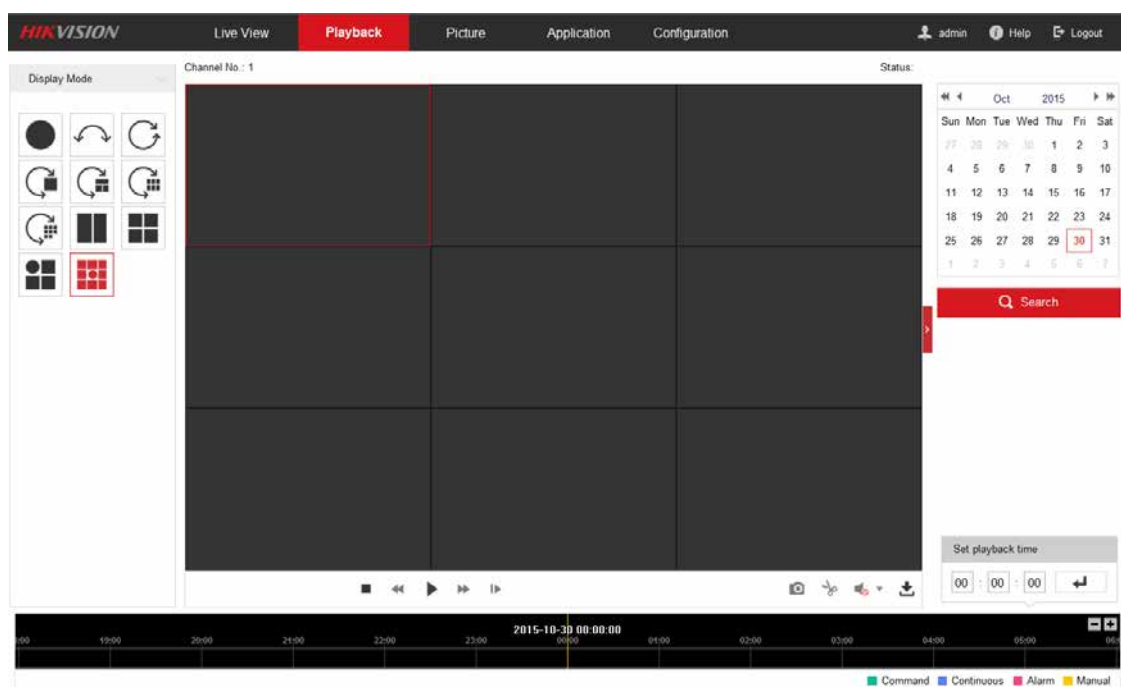 HIKVISION Live View Playback Picture Application Configuration admin Help Logout
Display Mode
Channel No.: 1 Status:
Oct 2015
Sun Mon Tue Wed Thu Fri Sat
27 28 29 30 1 2 3
4 5 6 7 8 9 10
11 12 13 14 15 16 17
18 19 20 21 22 23 24
25 26 27 28 29 30 31
1 2 3 4 5 6 7
Search
Set playback time
00 : 00 : 00
2015-10-30 00:00:00
:00 19:00 20:00 21:00 22:00 23:00 00:00 01:00 02:00 03:00 04:00 05:00 06:
Command Continuous Alarm Manual